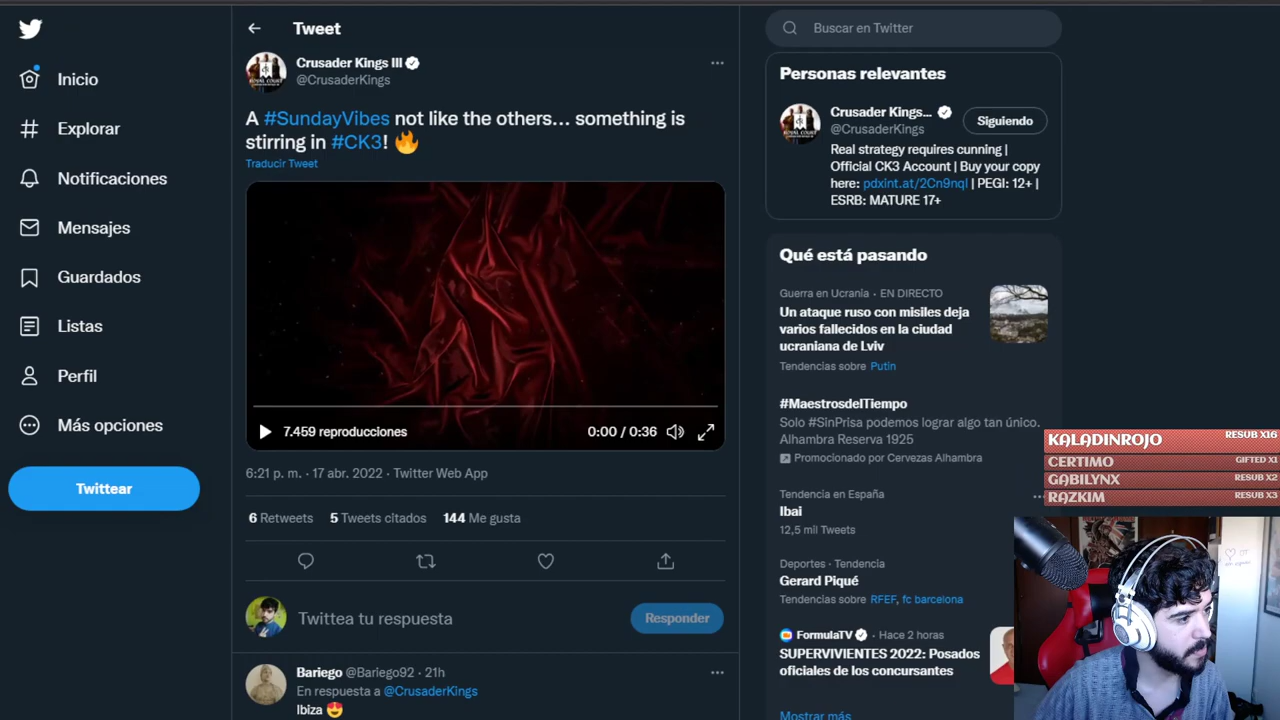 Tweet
Buscar en Twitter
Inicio
Explorar
Notificaciones
Mensajes
Guardados
Listas
Perfil
Más opciones
Twittear
Crusader Kings III
@CrusaderKings
A #SundayVibes not like the others... something is
stirring in #CK3! 🔥
Traducir Tweet
7.459 reproducciones
0:00 / 0:36
6:21 p. m. · 17 abr. 2022 · Twitter Web App
6 Retweets 5 Tweets citados 144 Me gusta
Twittea tu respuesta
Responder
Bariego @Bariego92 · 21h
En respuesta a @CrusaderKings
Ibiza 😍
Personas relevantes
Crusader Kings...
@CrusaderKings
Siguiendo
Real strategy requires cunning |
Official CK3 Account | Buy your copy
here: pdxint.at/2Cn9nqI | PEGI: 12+ |
ESRB: MATURE 17+
Qué está pasando
Guerra en Ucrania · EN DIRECTO
Un ataque ruso con misiles deja
varios fallecidos en la ciudad
ucraniana de Lviv
Tendencias sobre Putin
#MaestrosdelTiempo
Solo #SinPrisa podemos lograr algo tan único.
Alhambra Reserva 1925
Promocionado por Cervezas Alhambra
Tendencia en España
Ibai
12,5 mil Tweets
Deportes · Tendencia
Gerard Piqué
Tendencias sobre RFEF, fc barcelona
FormulaTV · Hace 2 horas
SUPERVIVIENTES 2022: Posados
oficiales de los concursantes
Mostrar más
KALADINROJO RESUB X16
CERTIMO GIFTED X1
GABILYNX RESUB X2
RAZKIM RESUB X3